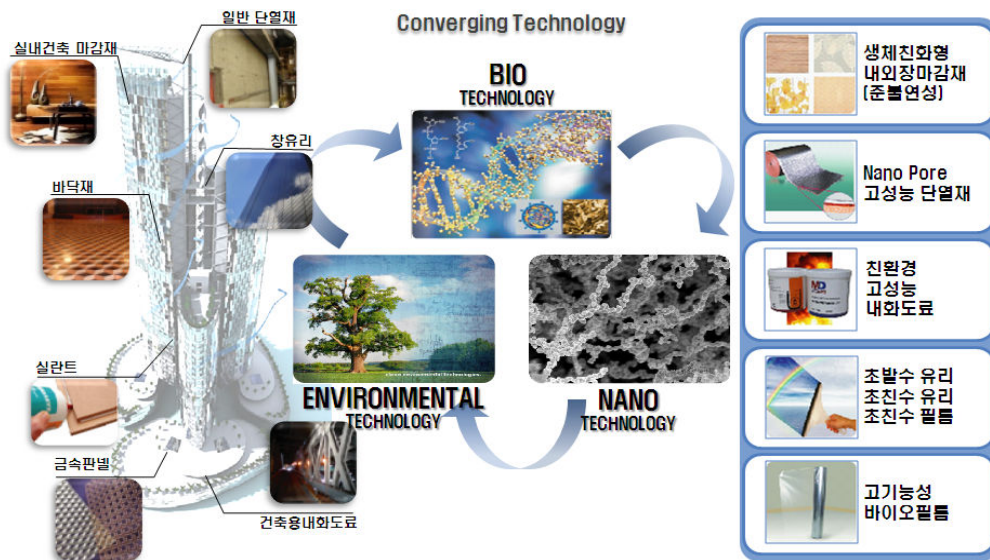 Converging Technology
일반 단열재
실내건축 마감재
창유리
바닥재
실란트
금속판넬
건축용내화도료
BIO
TECHNOLOGY
ENVIRONMENTAL
TECHNOLOGY
NANO
TECHNOLOGY
생체친화형
내외장마감재
(준불연성)
Nano Pore
고성능 단열재
친환경
고성능
내화도료
MD
초발수 유리
초친수 유리
초친수 필름
고기능성
바이오필름